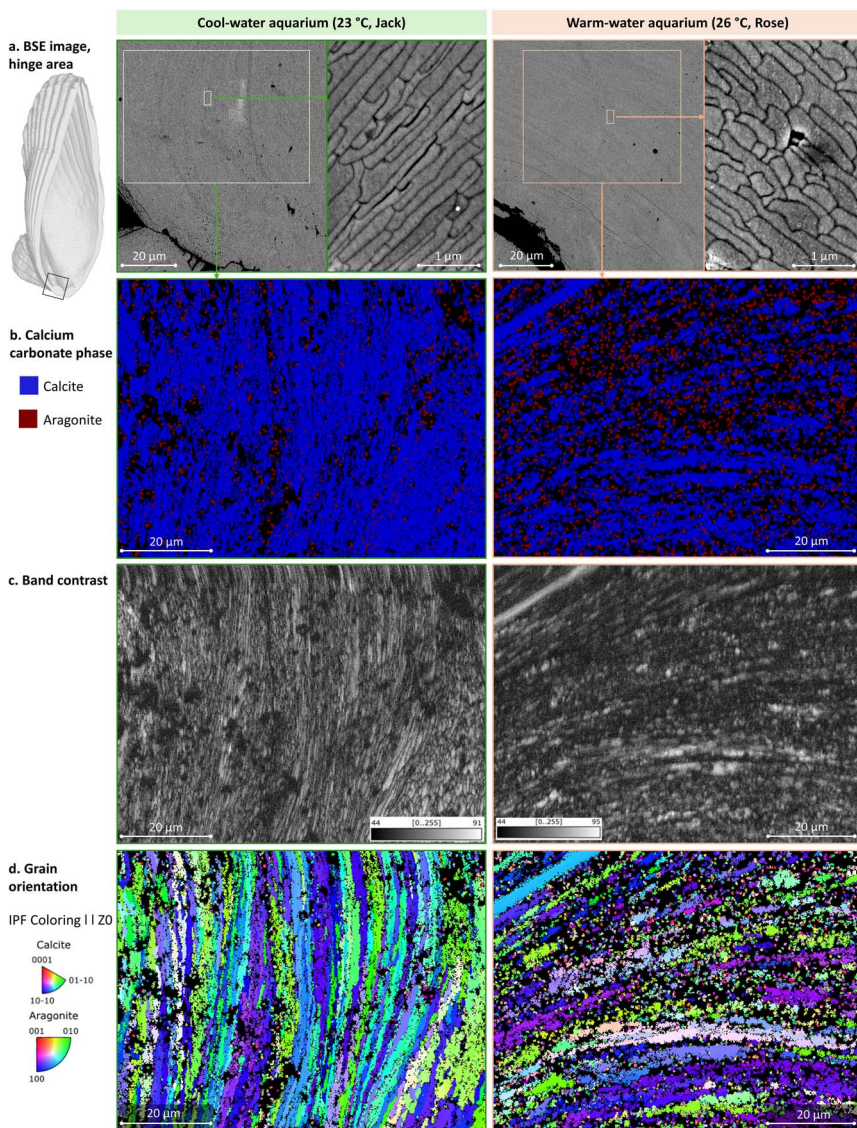 Cool-water aquarium (23 °C, Jack)
Warm-water aquarium (26 °C, Rose)
a. BSE image,
hinge area
20 µm
1 µm
20 µm
1 µm
b. Calcium
carbonate phase
Calcite
Aragonite
20 µm
20 µm
c. Band contrast
20 µm
44 [0..255] 91
44 [0..255] 95
20 µm
d. Grain
orientation
IPF Coloring l l Z0
Calcite
0001
01-10
10-10
Aragonite
001 010
100
20 µm
20 µm